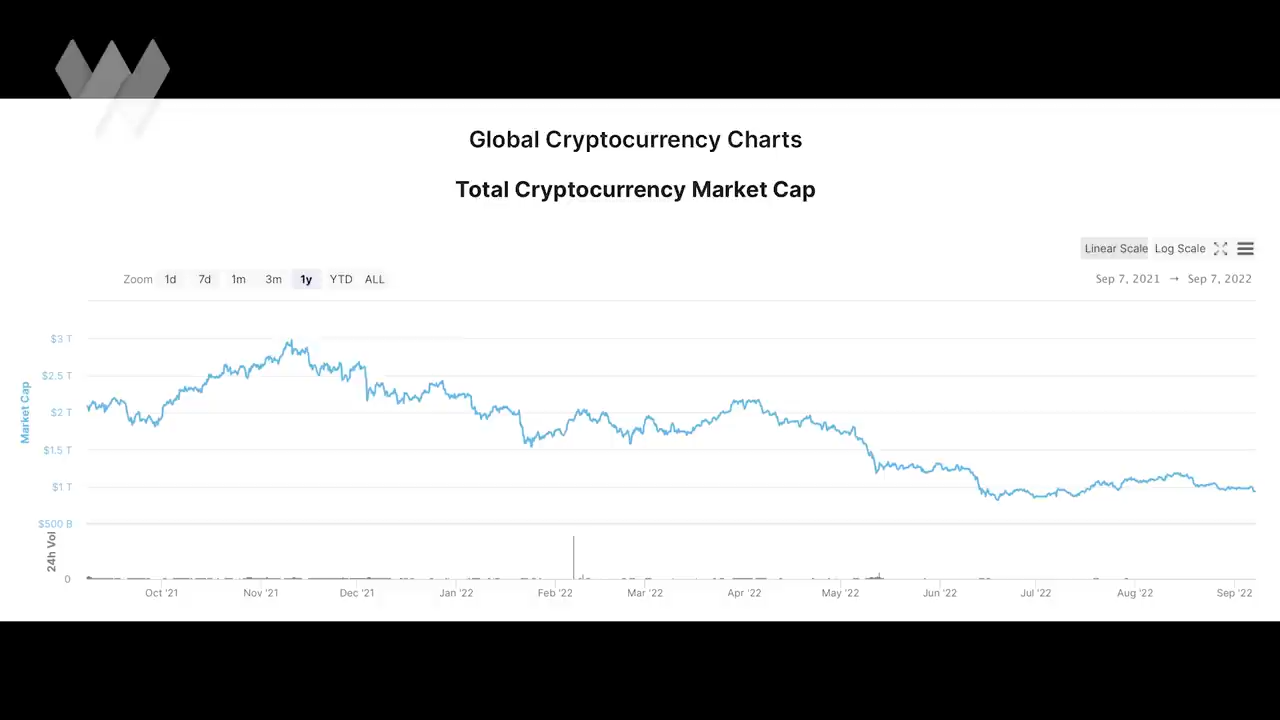 Global Cryptocurrency Charts
Total Cryptocurrency Market Cap
Linear Scale Log Scale
Zoom 1d 7d 1m 3m 1y YTD ALL
Sep 7, 2021 → Sep 7, 2022
$3 T
$2.5 T
$2 T
$1.5 T
$1 T
$500 B
0
Market Cap
24h Vol
Oct '21 Nov '21 Dec '21 Jan '22 Feb '22 Mar '22 Apr '22 May '22 Jun '22 Jul '22 Aug '22 Sep '22